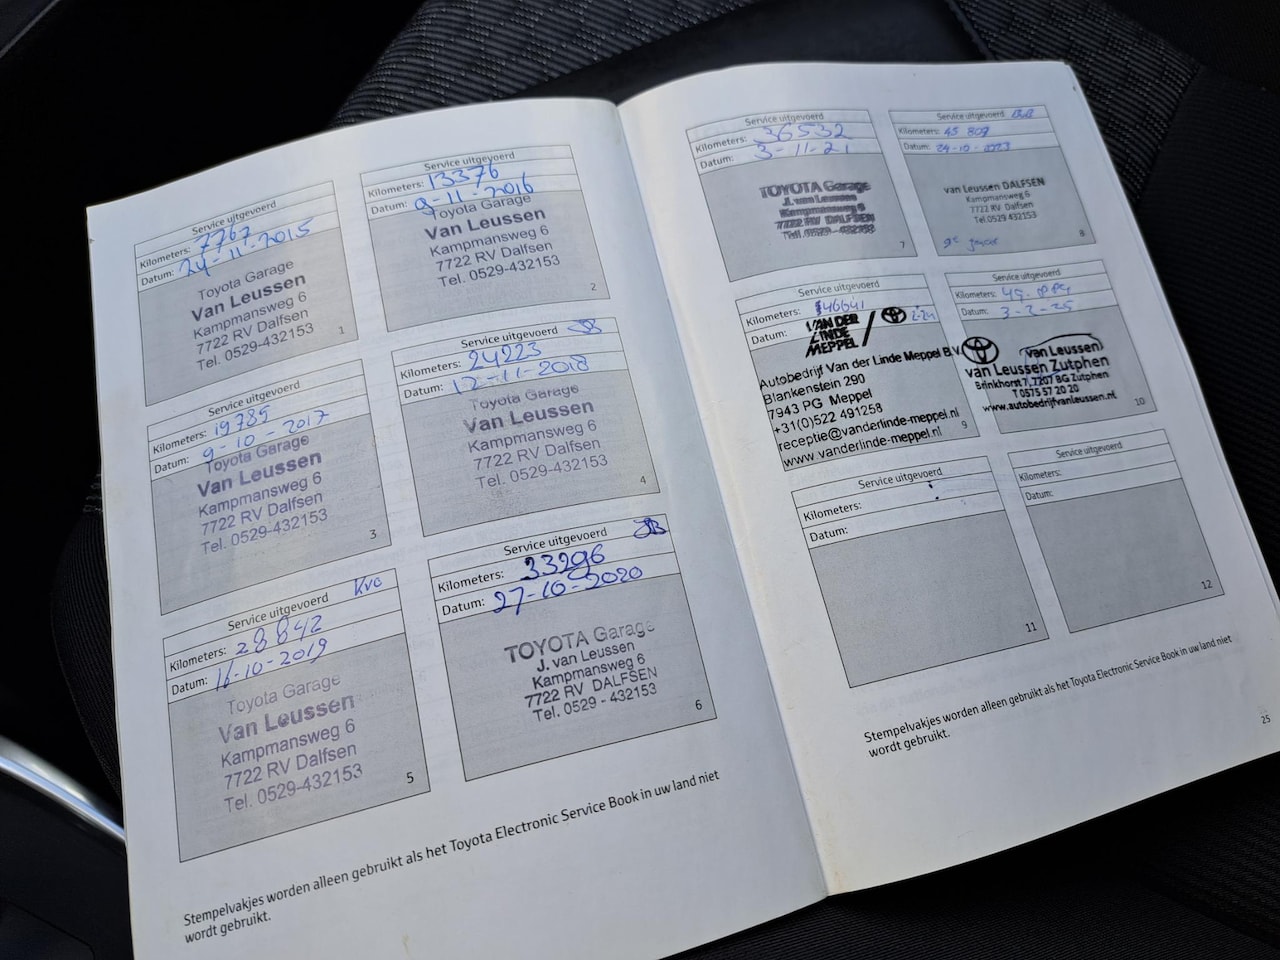 Service uitgevoerd
Kilometers: 7767
Datum: 24-11-2015
Toyota Garage
Van Leussen
Kampmansweg 6
7722 RV Dalfsen
Tel. 0529-432153
1
Service uitgevoerd
Kilometers: 13376
Datum: 9-11-2016
Toyota Garage
Van Leussen
Kampmansweg 6
7722 RV Dalfsen
Tel. 0529-432153
2
Service uitgevoerd
Kilometers: 19785
Datum: 9-10-2017
Toyota Garage
Van Leussen
Kampmansweg 6
7722 RV Dalfsen
Tel. 0529-432153
3
Service uitgevoerd
Kilometers: 24223
Datum: 12-11-2018
Toyota Garage
Van Leussen
Kampmansweg 6
7722 RV Dalfsen
Tel. 0529-432153
4
Service uitgevoerd KVC
Kilometers: 28842
Datum: 16-10-2019
Toyota Garage
Van Leussen
Kampmansweg 6
7722 RV Dalfsen
Tel. 0529-432153
5
Service uitgevoerd
Kilometers: 33296
Datum: 27-10-2020
TOYOTA Garage
J. van Leussen
Kampmansweg 6
7722 RV DALFSEN
Tel. 0529 - 432153
6
Stempelvakjes worden alleen gebruikt als het Toyota Electronic Service Book in uw land niet
wordt gebruikt.
Service uitgevoerd
Kilometers: 36532
Datum: 3-11-21
TOYOTA Garage
J. van Leussen
Kampmansweg 6
7722 RV DALFSEN
Tel. 0529 - 432153
7
Service uitgevoerd
Kilometers: 45 807
Datum: 24-10-2023
van Leussen DALFSEN
Kampmansweg 6
7722 RV Dalfsen
Tel.0529 432153
8
Service uitgevoerd
Kilometers: 46641
Datum:
VAN DER
LINDE
MEPPEL
Autobedrijf Van der Linde Meppel B.V.
Blankenstein 290
7943 PG Meppel
+31(0)522 491258
receptie@vanderlinde-meppel.nl
www.vanderlinde-meppel.nl
9
Service uitgevoerd
Kilometers:
Datum: 3-2-25
van Leussen
van Leussen Zutphen
Brinkhorst 7, 7207 BG Zutphen
T 0575 57 20 20
www.autobedrijfvanleussen.nl
10
Service uitgevoerd
Kilometers:
Datum:
11
Service uitgevoerd
Kilometers:
Datum:
12
Stempelvakjes worden alleen gebruikt als het Toyota Electronic Service Book in uw land niet
wordt gebruikt.
25